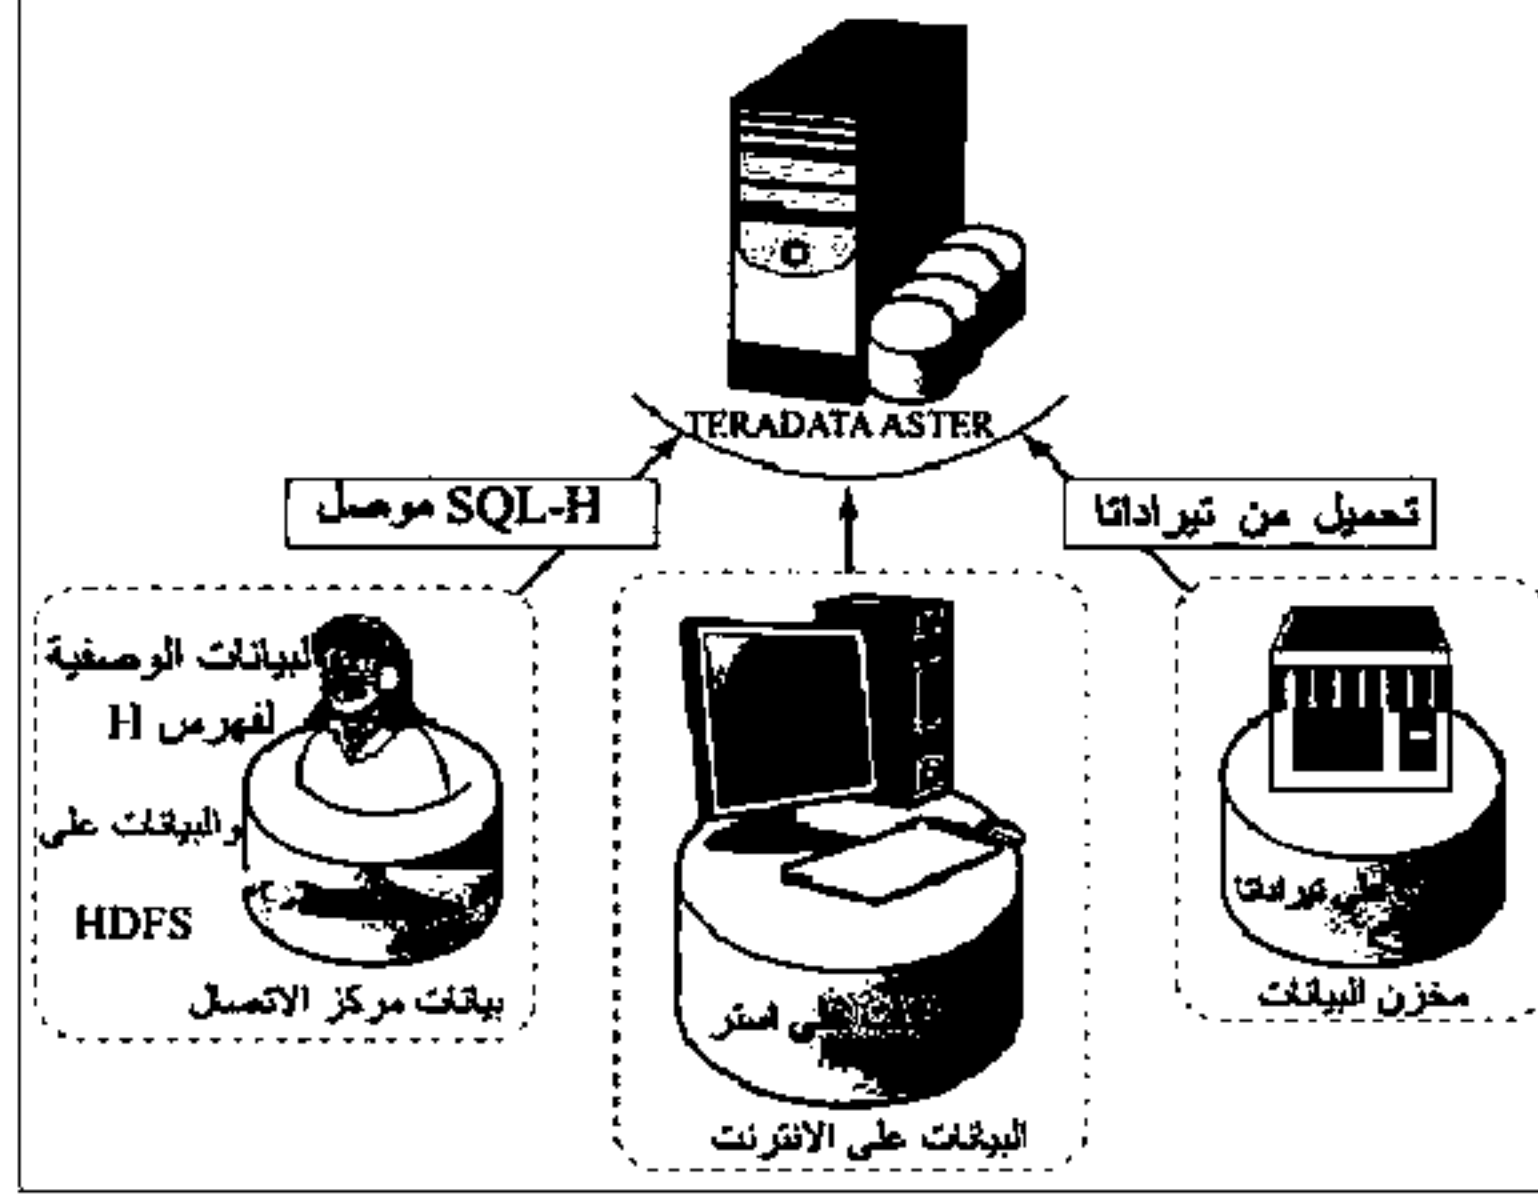 TERADATA ASTER
موصل SQL-H
تحميل من تيراداتا
البيانات الوصفية
لفهرس H
والبيانات على
HDFS
بيانات مركز الاتصال
على استر
البيانات على الانترنت
على تيراداتا
مخزن البيانات